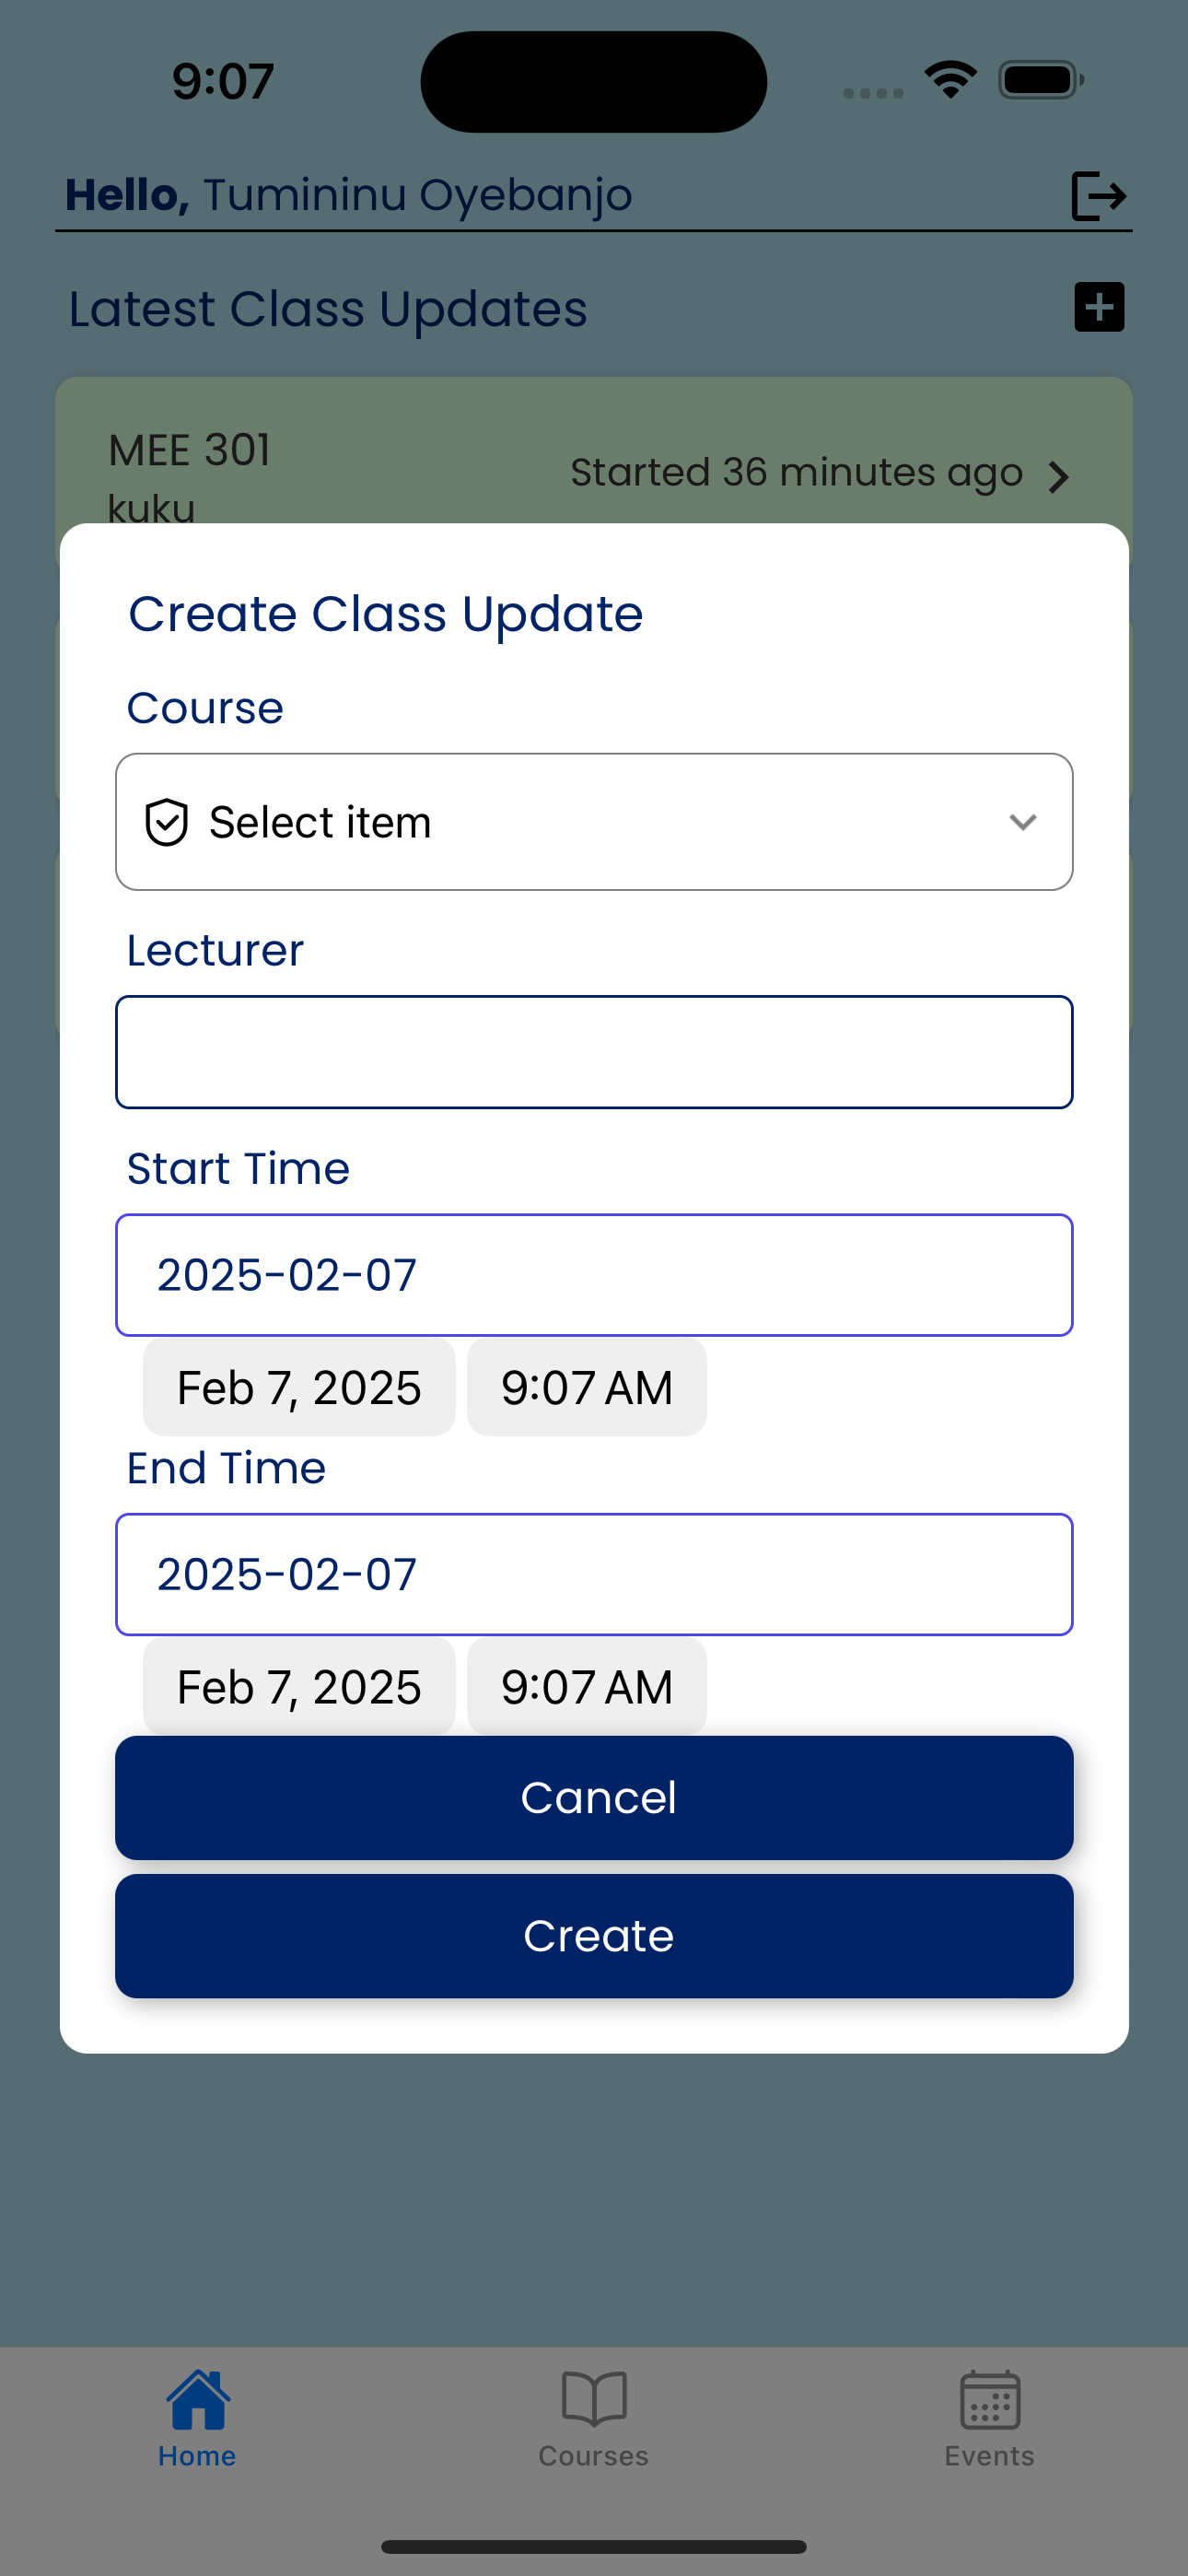 9:07
Hello, Tumininu Oyebanjo
Latest Class Updates
MEE 301
Started 36 minutes ago
kuku
Create Class Update
Course
Select item
Lecturer
Start Time
2025-02-07
Feb 7, 2025 9:07 AM
End Time
2025-02-07
Feb 7, 2025 9:07 AM
Cancel
Create
Home Courses Events